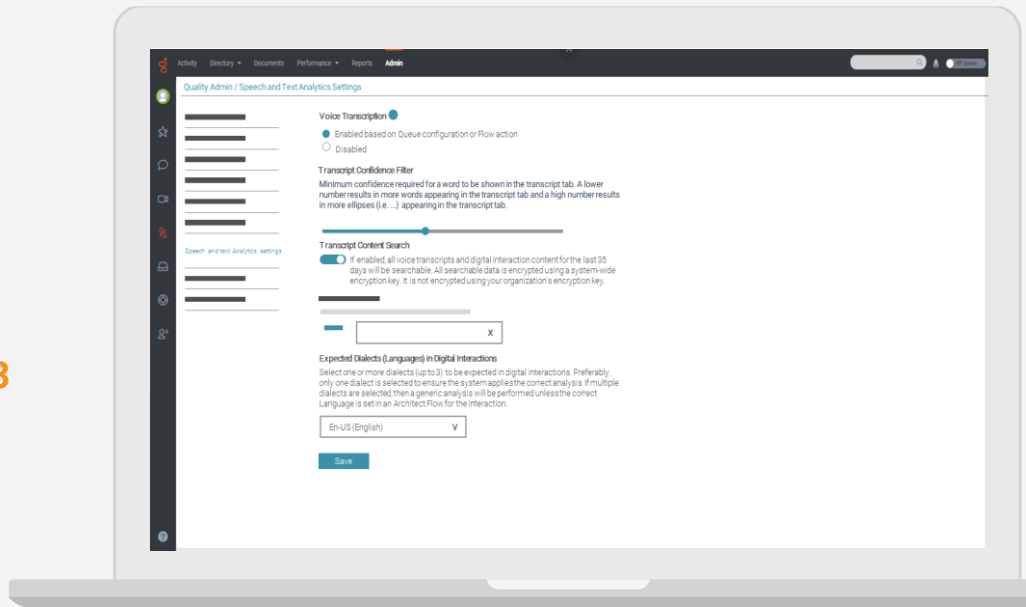 Activity Directory Documents Performance Reports Admin
Off Queue
Quality Admin / Speech and Text Analytics Settings
Voice Transcription
Enabled based on Queue configuration or Flow action
Disabled
Transcript Confidence Filter
Minimum confidence required for a word to be shown in the transcript tab. A lower
number results in more words appearing in the transcript tab and a high number results
in more ellipses (i.e. ...) appearing in the transcript tab.
Speech and text Analytics settings
Transcript Content Search
If enabled, all voice transcripts and digital interaction content for the last 35
days will be searchable. All searchable data is encrypted using a system-wide
encryption key. It is not encrypted using your organization's encryption key.
X
3
Expected Dialects (Languages) in Digital Interactions
Select one or more dialects (up to 3) to be expected in digital interactions. Preferably,
only one dialect is selected to ensure the system applies the correct analysis. If multiple
dialects are selected, then a generic analysis will be performed unless the correct
Language is set in an Architect Flow for the interaction.
En-US (English) V
Save
?